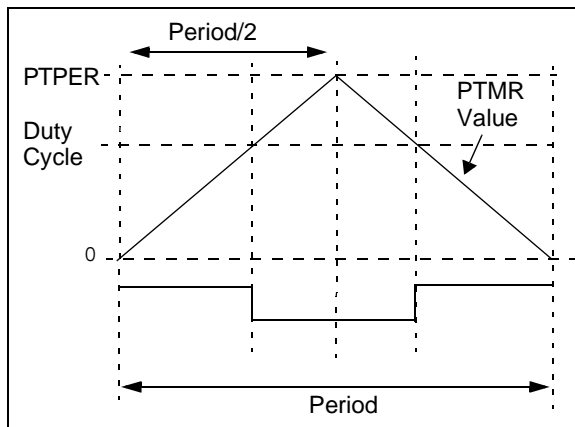 Period/2
PTPER
PTMR
Value
Duty
Cycle
0
Period